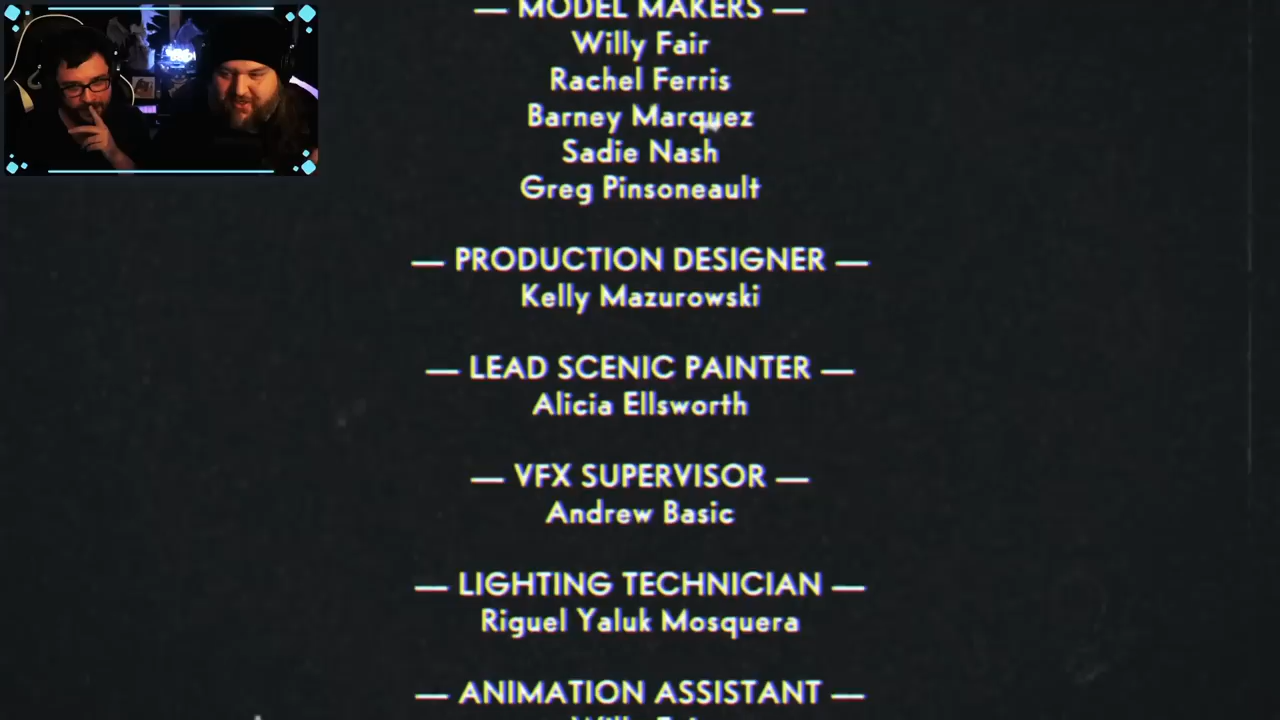 — MODEL MAKERS —
Willy Fair
Rachel Ferris
Barney Marquez
Sadie Nash
Greg Pinsoneault
— PRODUCTION DESIGNER —
Kelly Mazurowski
— LEAD SCENIC PAINTER —
Alicia Ellsworth
— VFX SUPERVISOR —
Andrew Basic
— LIGHTING TECHNICIAN —
Riguel Yaluk Mosquera
— ANIMATION ASSISTANT —